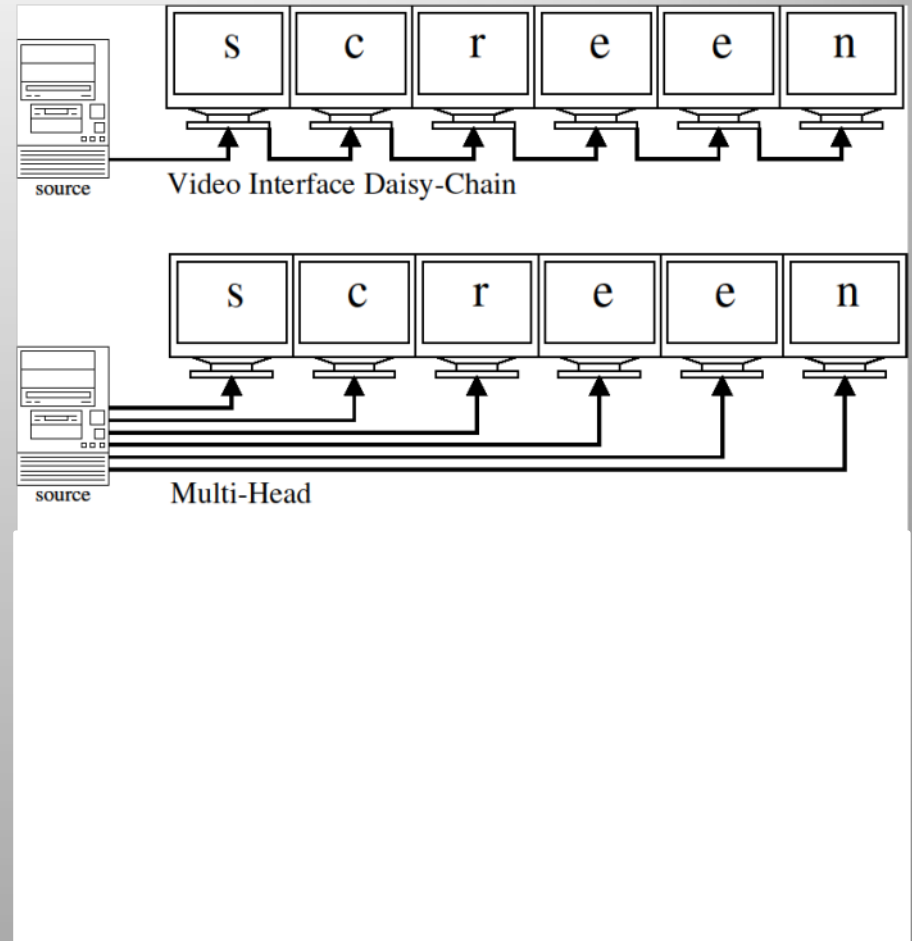 s c r e e n
source
Video Interface Daisy-Chain
s c r e e n
source
Multi-Head